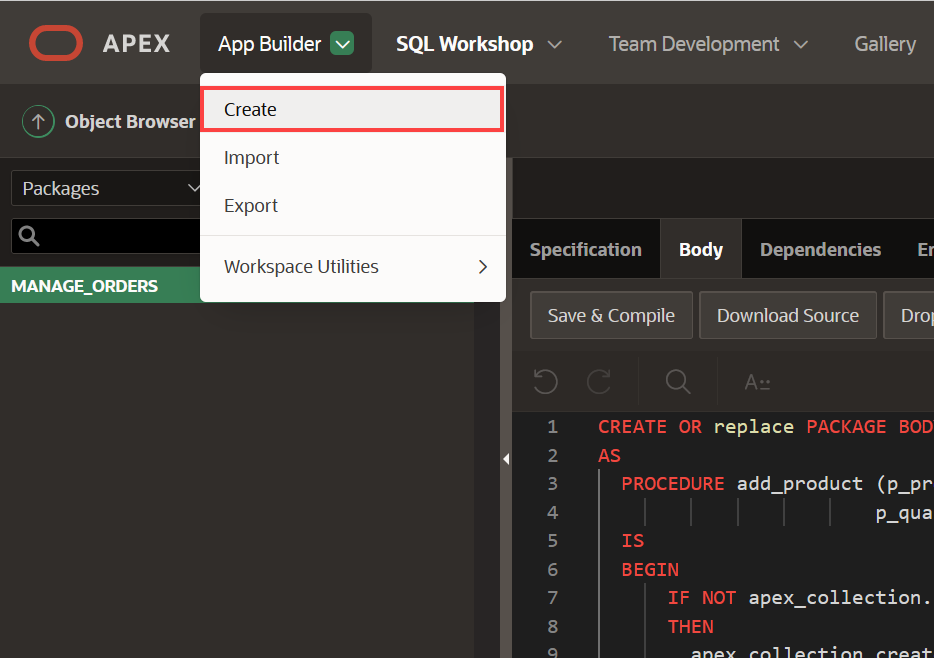 APEX
App Builder
SQL Workshop
Team Development
Gallery
Object Browser
Create
Import
Export
Workspace Utilities
Packages
MANAGE_ORDERS
Specification
Body
Dependencies
Er
Save & Compile
Download Source
Drop
A
1 CREATE OR replace PACKAGE BOD
2 AS
3 PROCEDURE add_product (p_pr
4 p_qua
5 IS
6 BEGIN
7 IF NOT apex_collection.
8 THEN
9 apex_collection.creat